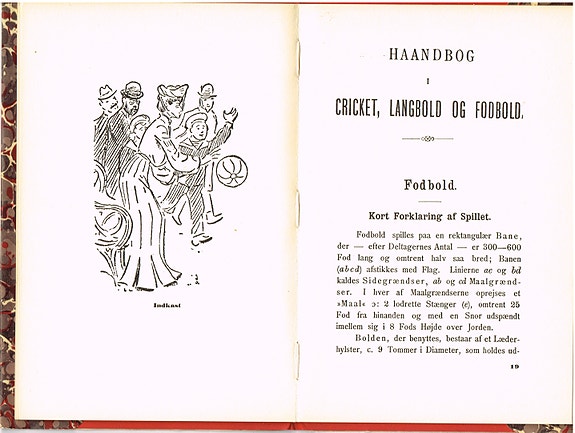 Indkast
HAANDBOG
I
CRICKET, LANGBOLD OG FODBOLD.
Fodbold.
Kort Forklaring af Spillet.
Fodbold spilles paa en rektangulær Bane,
der — efter Deltagernes Antal — er 300—600
Fod lang og omtrent halv saa bred; Banen
(abcd) afstikkes med Flag. Linierne ac og bd
kaldes Sidegrændser, ab og cd Maalgrænd-
ser. I hver af Maalgrændserne oprejses et
»Maal« ɔ: 2 lodrette Stænger (e), omtrent 25
Fod fra hinanden og med en Snor udspændt
imellem sig i 8 Fods Højde over Jorden.
Bolden, der benyttes, bestaar af et Læder-
hylster, c. 9 Tommer i Diameter, som holdes ud-
19